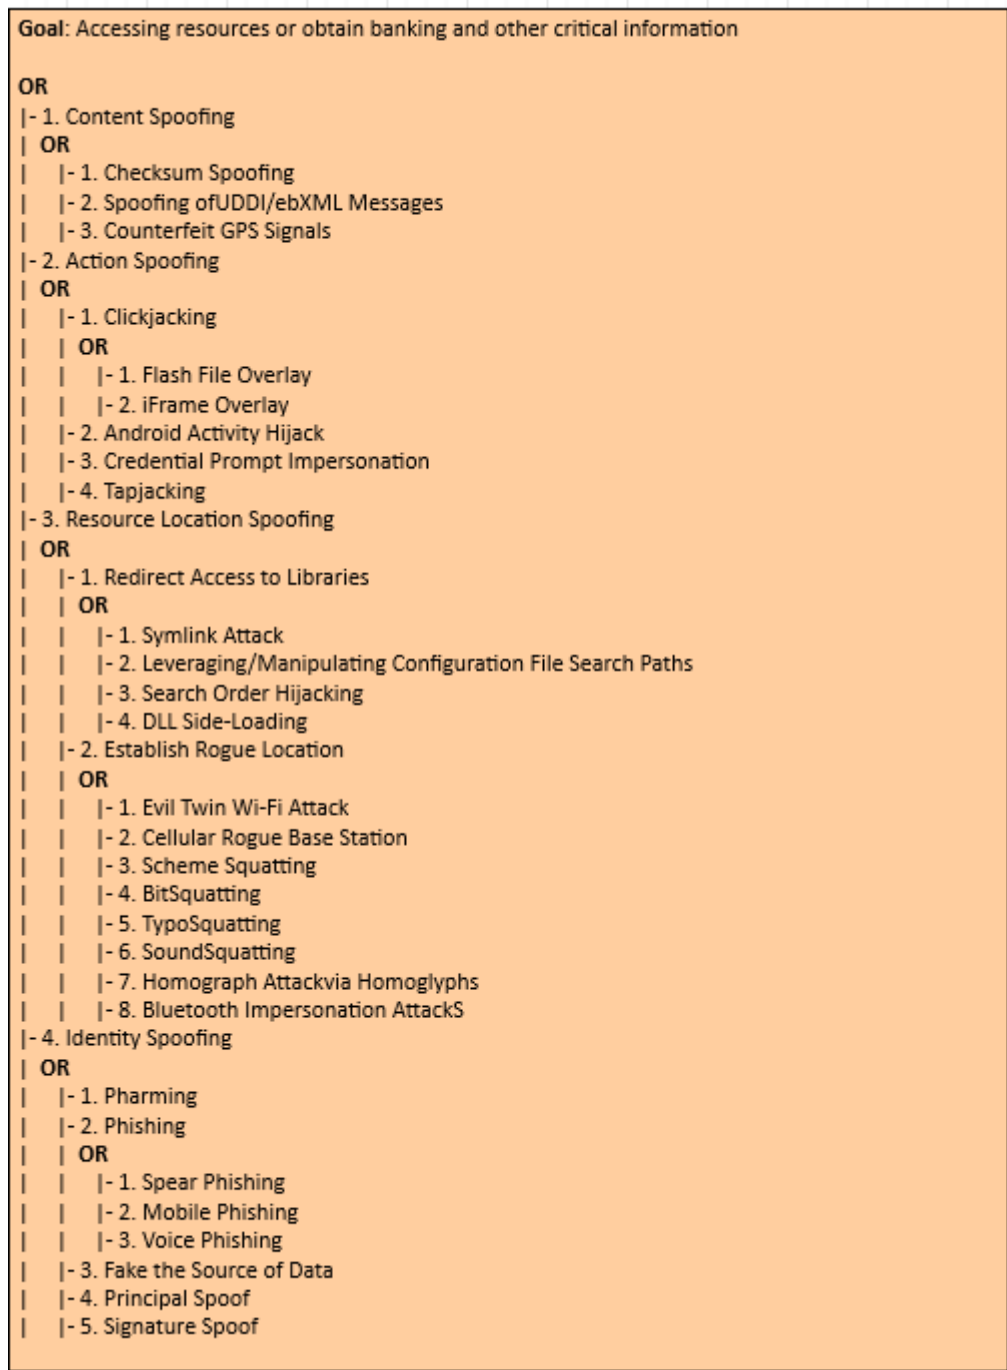 Goal: Accessing resources or obtain banking and other critical information
OR
|- 1. Content Spoofing
| OR
| |- 1. Checksum Spoofing
| |- 2. Spoofing ofUDDI/ebXML Messages
| |- 3. Counterfeit GPS Signals
|- 2. Action Spoofing
| OR
| |- 1. Clickjacking
| | OR
| | |- 1. Flash File Overlay
| | |- 2. iFrame Overlay
| |- 2. Android Activity Hijack
| |- 3. Credential Prompt Impersonation
| |- 4. Tapjacking
|- 3. Resource Location Spoofing
| OR
| |- 1. Redirect Access to Libraries
| | OR
| | |- 1. Symlink Attack
| | |- 2. Leveraging/Manipulating Configuration File Search Paths
| | |- 3. Search Order Hijacking
| | |- 4. DLL Side-Loading
| |- 2. Establish Rogue Location
| | OR
| | |- 1. Evil Twin Wi-Fi Attack
| | |- 2. Cellular Rogue Base Station
| | |- 3. Scheme Squatting
| | |- 4. BitSquatting
| | |- 5. TypoSquatting
| | |- 6. SoundSquatting
| | |- 7. Homograph Attackvia Homoglyphs
| | |- 8. Bluetooth Impersonation AttackS
|- 4. Identity Spoofing
| OR
| |- 1. Pharming
| |- 2. Phishing
| | OR
| | |- 1. Spear Phishing
| | |- 2. Mobile Phishing
| | |- 3. Voice Phishing
| |- 3. Fake the Source of Data
| |- 4. Principal Spoof
| |- 5. Signature Spoof